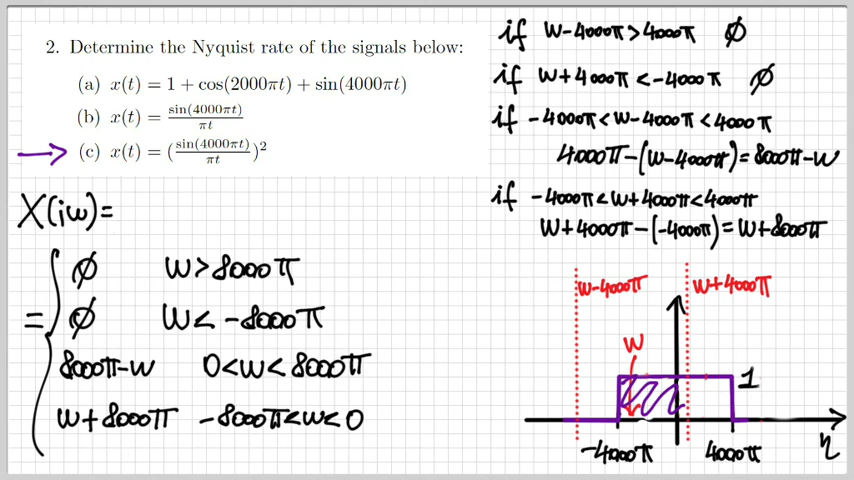 2. Determine the Nyquist rate of the signals below:
(a) x(t) = 1 + cos(2000πt) + sin(4000πt)
(b) x(t) = sin(4000πt)/πt
(c) x(t) = (sin(4000πt)/πt)²
X(iω)=
= { ∅ ω > 8000π
∅ ω < -8000π
8000π-ω 0<ω<8000π
ω+8000π -8000π<ω<0
if ω-4000π>4000π ∅
if ω+4000π<-4000π ∅
if -4000π<ω-4000π<4000π
4000π-(ω-4000π)=8000π-ω
if -4000π<ω+4000π<4000π
ω+4000π-(-4000π)=ω+8000π
ω-4000π ω+4000π
ω
1
-4000π 4000π η